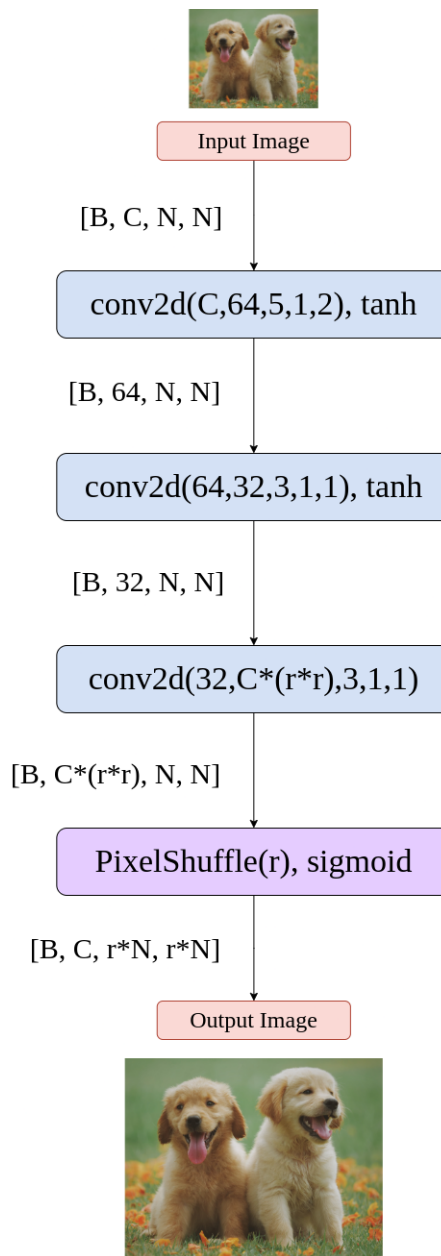 Input Image
[B, C, N, N]
conv2d(C,64,5,1,2), tanh
[B, 64, N, N]
conv2d(64,32,3,1,1), tanh
[B, 32, N, N]
conv2d(32,C*(r*r),3,1,1)
[B, C*(r*r), N, N]
PixelShuffle(r), sigmoid
[B, C, r*N, r*N]
Output Image